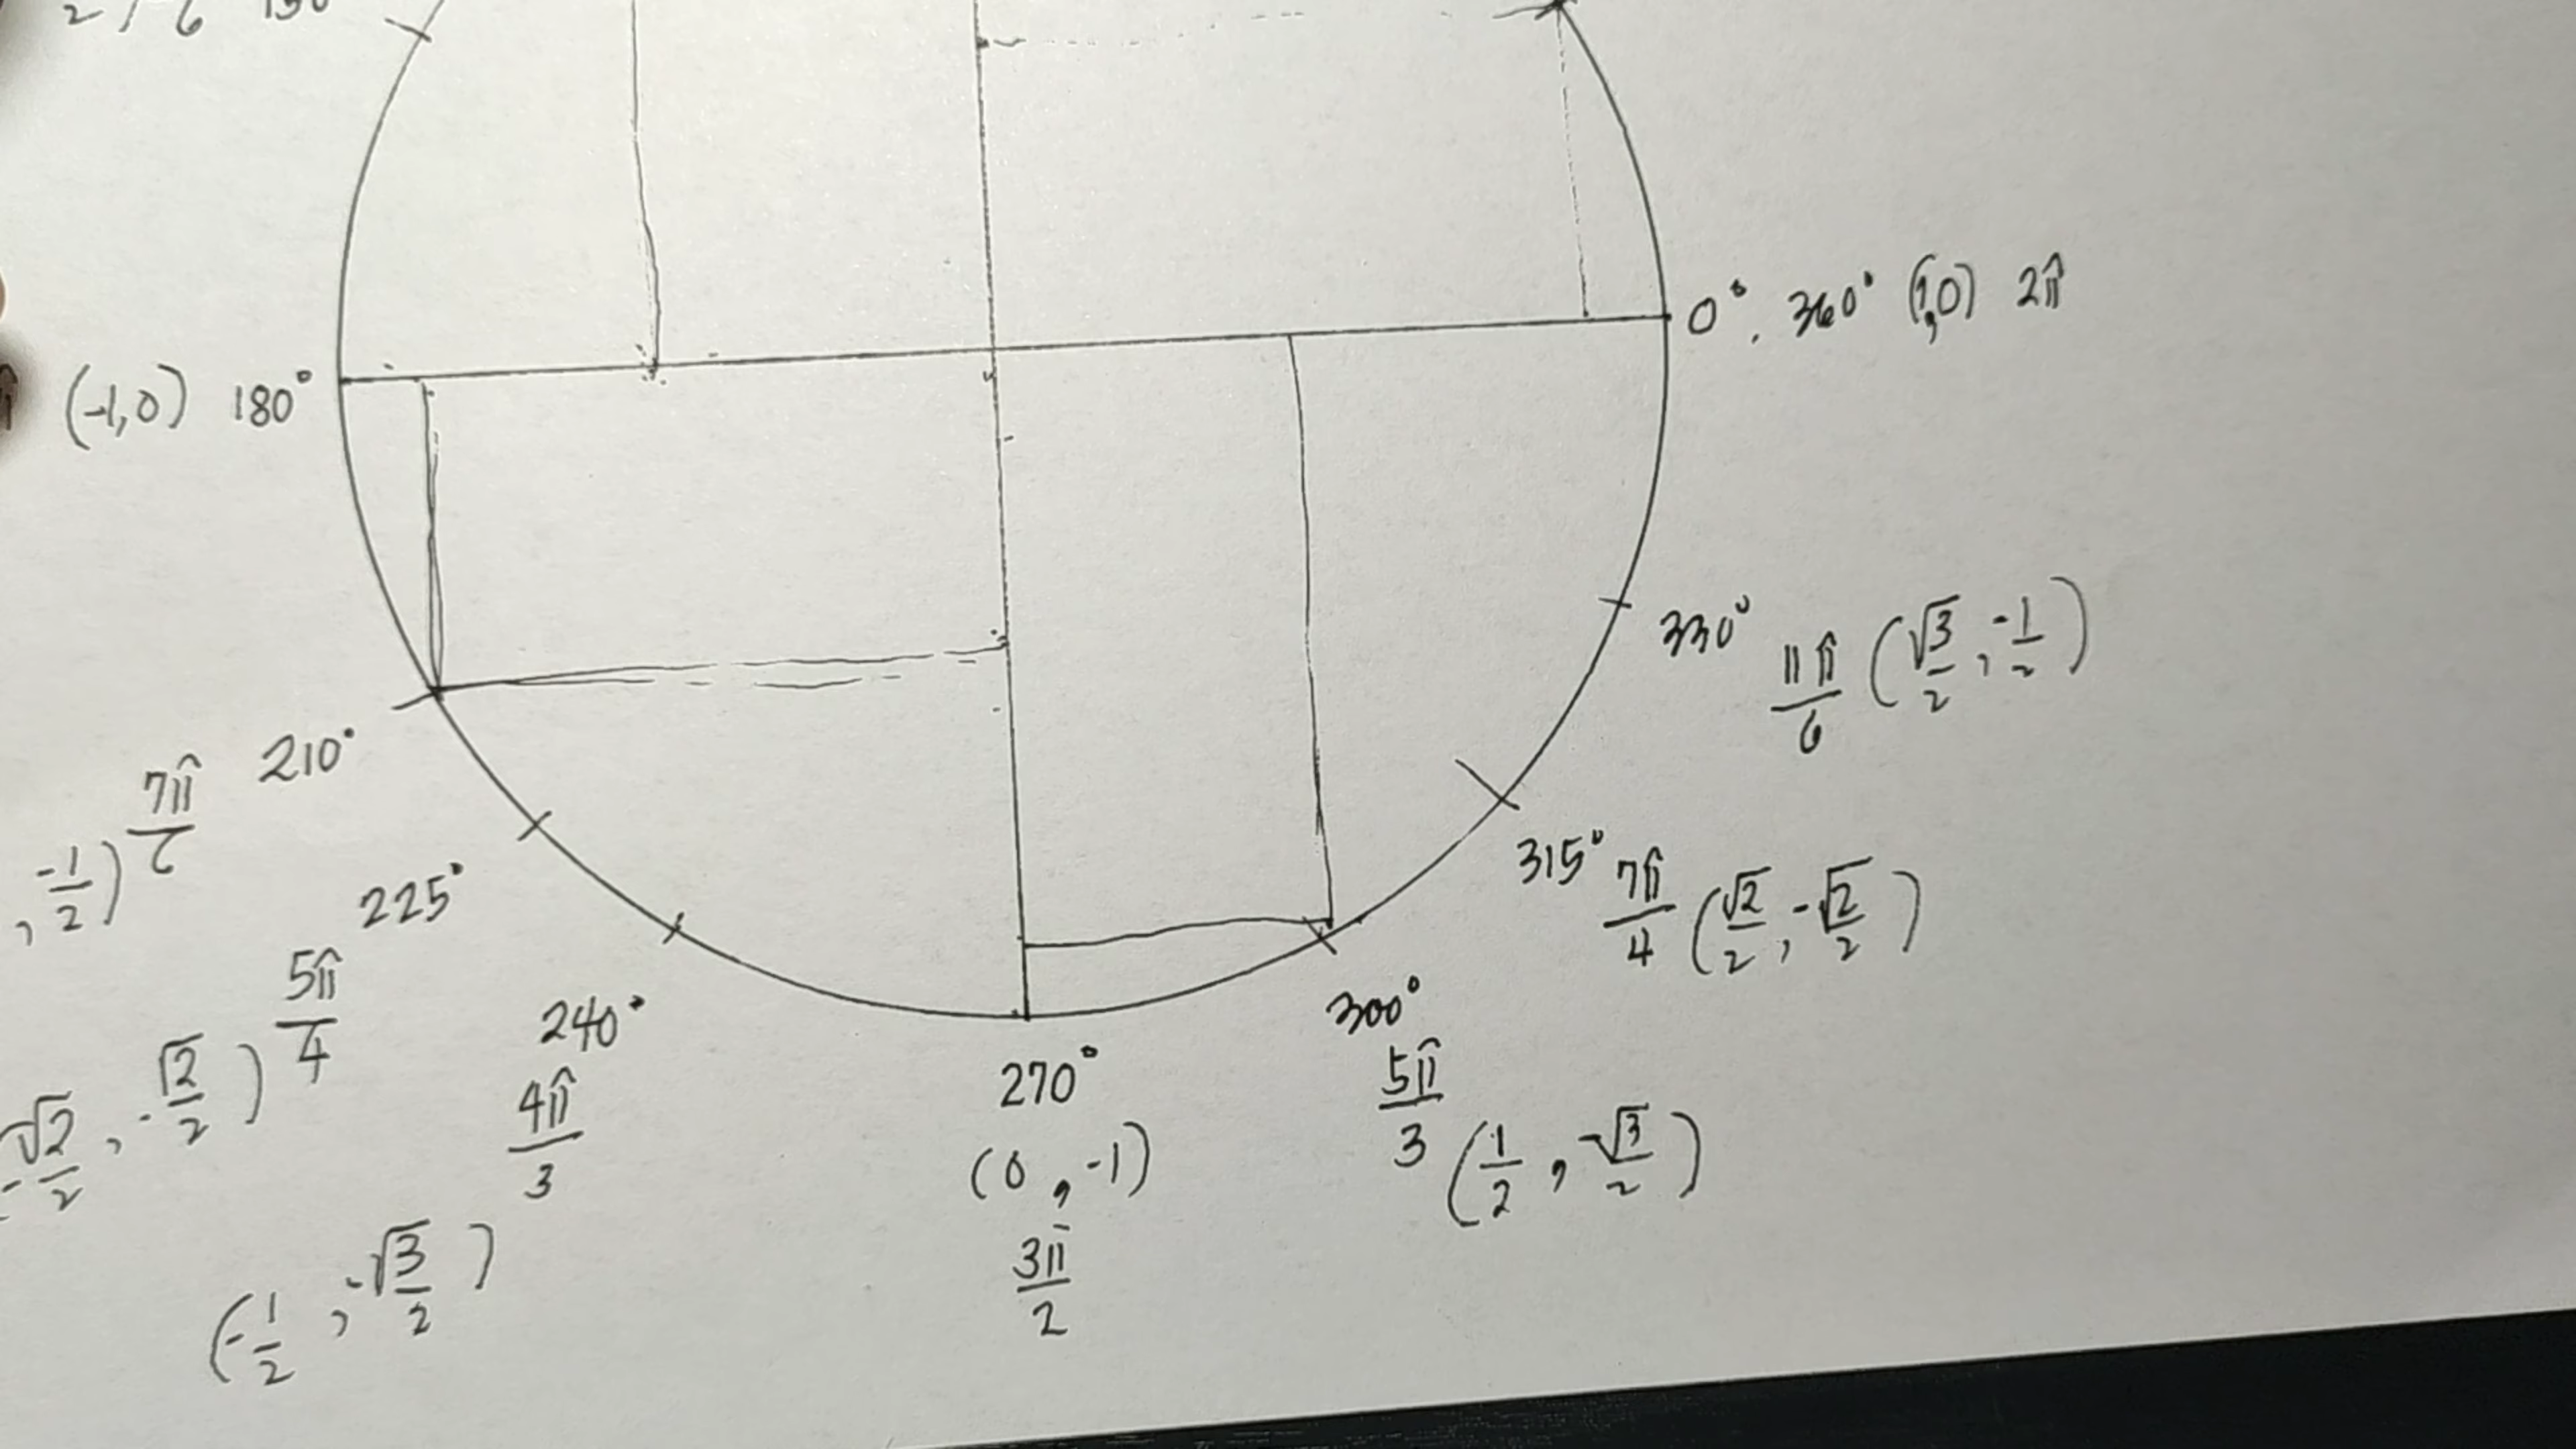 0°, 360° (1,0) 2π
(-1,0) 180°
330° 11π/6 (√3/2, -1/2)
210° 7π/6
, -1/2)
315° 7π/4 (√2/2, -√2/2)
225° 5π/4
-√2/2, -√2/2)
300° 5π/3 (1/2, -√3/2)
240° 4π/3
(-1/2, -√3/2)
270°
(0, -1)
3π/2